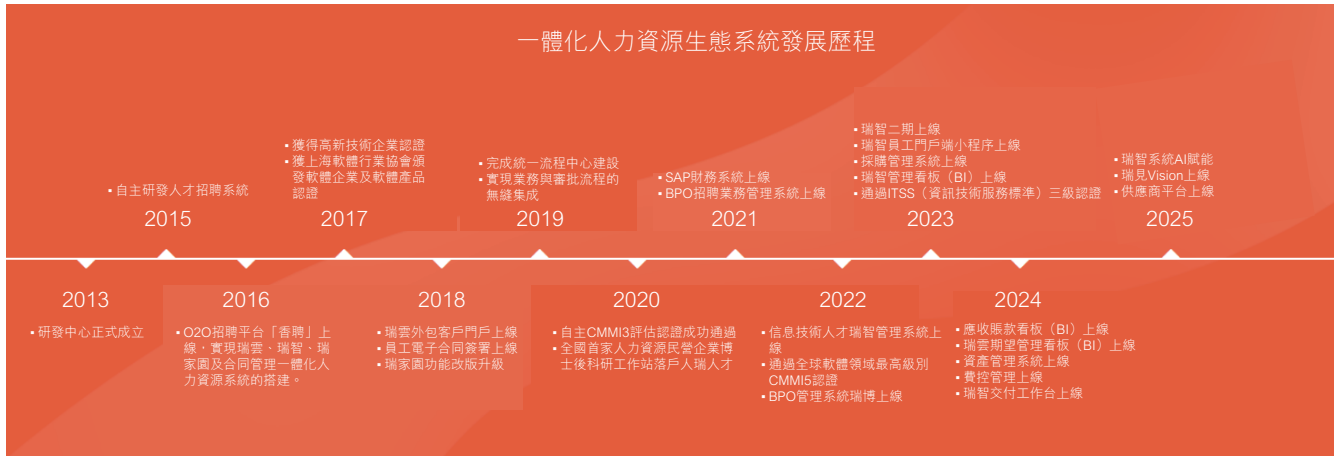 一體化人力資源生態系統發展歷程
▪自主研發人才招聘系統
2015
▪獲得高新技術企業認證
▪獲上海軟體行業協會頒
發軟體企業及軟體產品
認證
2017
▪完成統一流程中心建設
▪實現業務與審批流程的
無縫集成
2019
▪SAP財務系統上線
▪BPO招聘業務管理系統上線
2021
▪瑞智二期上線
▪瑞智員工門戶端小程序上線
▪採購管理系統上線
▪瑞智管理看板（BI）上線
▪通過ITSS（資訊技術服務標準）三級認證
2023
▪瑞智系統AI賦能
▪瑞見Vision上線
▪供應商平台上線
2025
2013
▪研發中心正式成立
2016
▪O2O招聘平台「香聘」上
線，實現瑞雲、瑞智、瑞
家園及合同管理一體化人
力資源系統的搭建。
2018
▪瑞雲外包客戶門戶上線
▪員工電子合同簽署上線
▪瑞家園功能改版升級
2020
▪自主CMMI3評估認證成功通過
▪全國首家人力資源民營企業博
士後科研工作站落戶人瑞人才
2022
▪信息技術人才瑞智管理系統上
線
▪通過全球軟體領域最高級別
CMMI5認證
▪BPO管理系統瑞博上線
2024
▪應收賬款看板（BI）上線
▪瑞雲期望管理看板（BI）上線
▪資產管理系統上線
▪費控管理上線
▪瑞智交付工作台上線